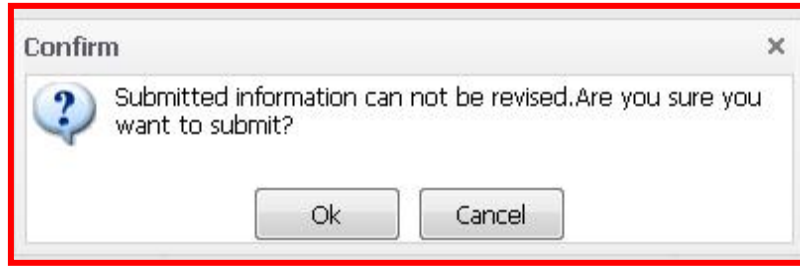 Confirm
Submitted information can not be revised.Are you sure you
want to submit?
Ok
Cancel